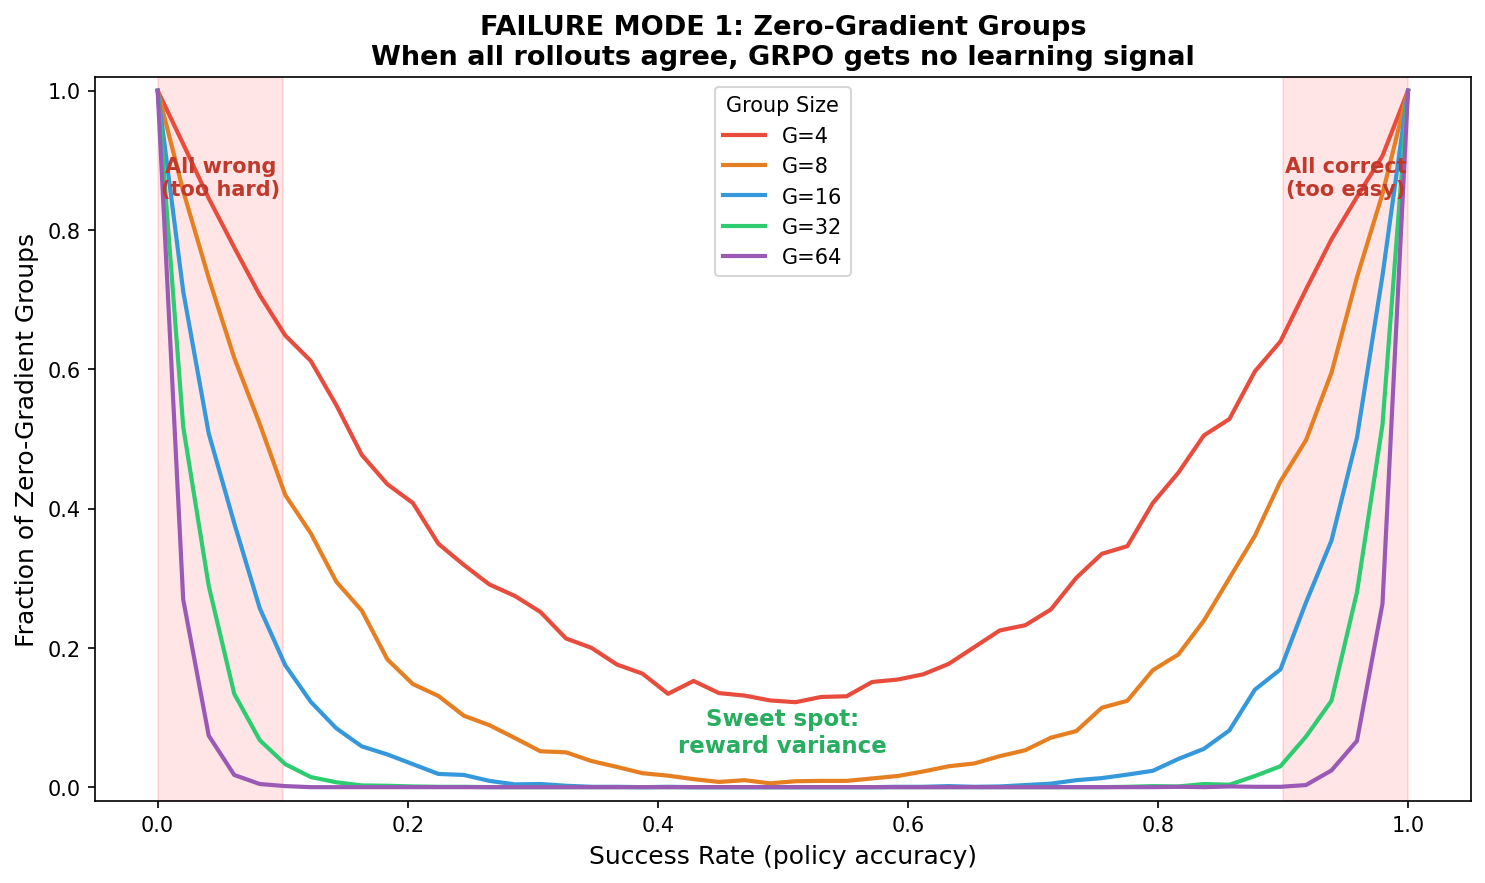 FAILURE MODE 1: Zero-Gradient Groups
When all rollouts agree, GRPO gets no learning signal
Fraction of Zero-Gradient Groups
1.0
0.8
0.6
0.4
0.2
0.0
All wrong
(too hard)
Group Size
G=4
G=8
G=16
G=32
G=64
All correct
(too easy)
Sweet spot:
reward variance
0.0
0.2
0.4
0.6
0.8
1.0
Success Rate (policy accuracy)